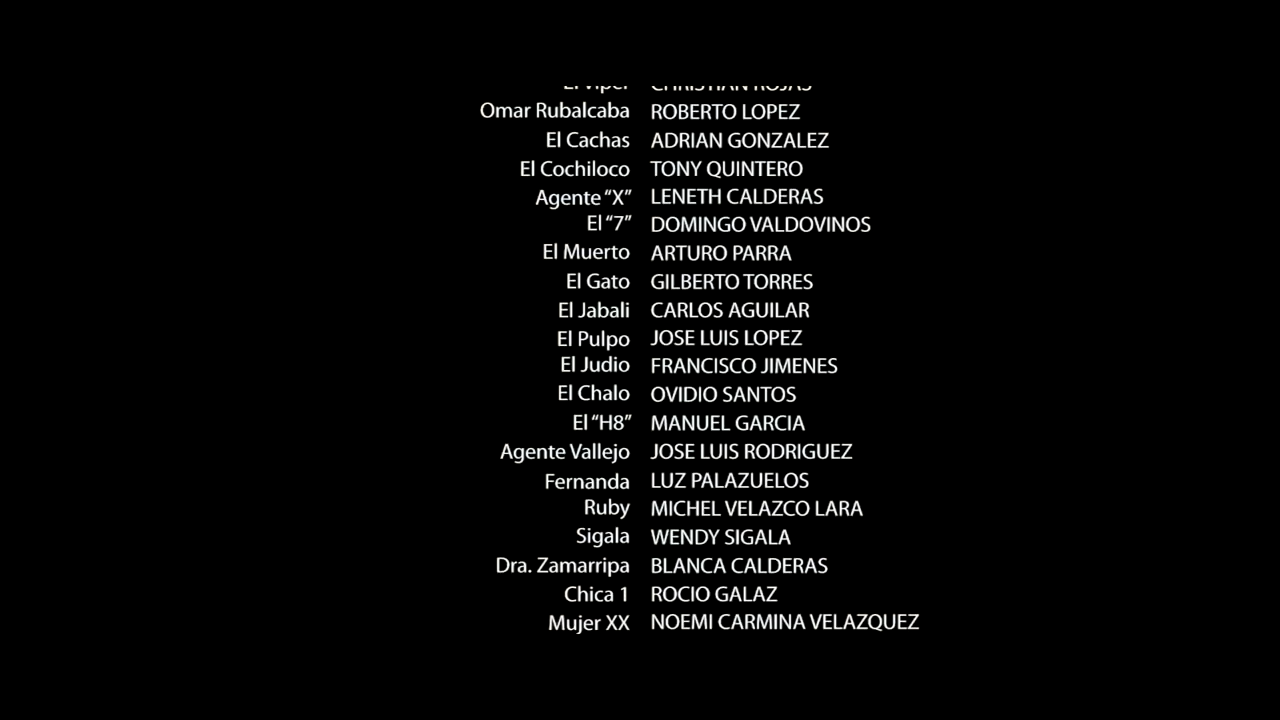 El Viper CHRISTIAN ROJAS
Omar Rubalcaba ROBERTO LOPEZ
El Cachas ADRIAN GONZALEZ
El Cochiloco TONY QUINTERO
Agente “X” LENETH CALDERAS
El “7” DOMINGO VALDOVINOS
El Muerto ARTURO PARRA
El Gato GILBERTO TORRES
El Jabali CARLOS AGUILAR
El Pulpo JOSE LUIS LOPEZ
El Judio FRANCISCO JIMENES
El Chalo OVIDIO SANTOS
El “H8” MANUEL GARCIA
Agente Vallejo JOSE LUIS RODRIGUEZ
Fernanda LUZ PALAZUELOS
Ruby MICHEL VELAZCO LARA
Sigala WENDY SIGALA
Dra. Zamarripa BLANCA CALDERAS
Chica 1 ROCIO GALAZ
Mujer XX NOEMI CARMINA VELAZQUEZ